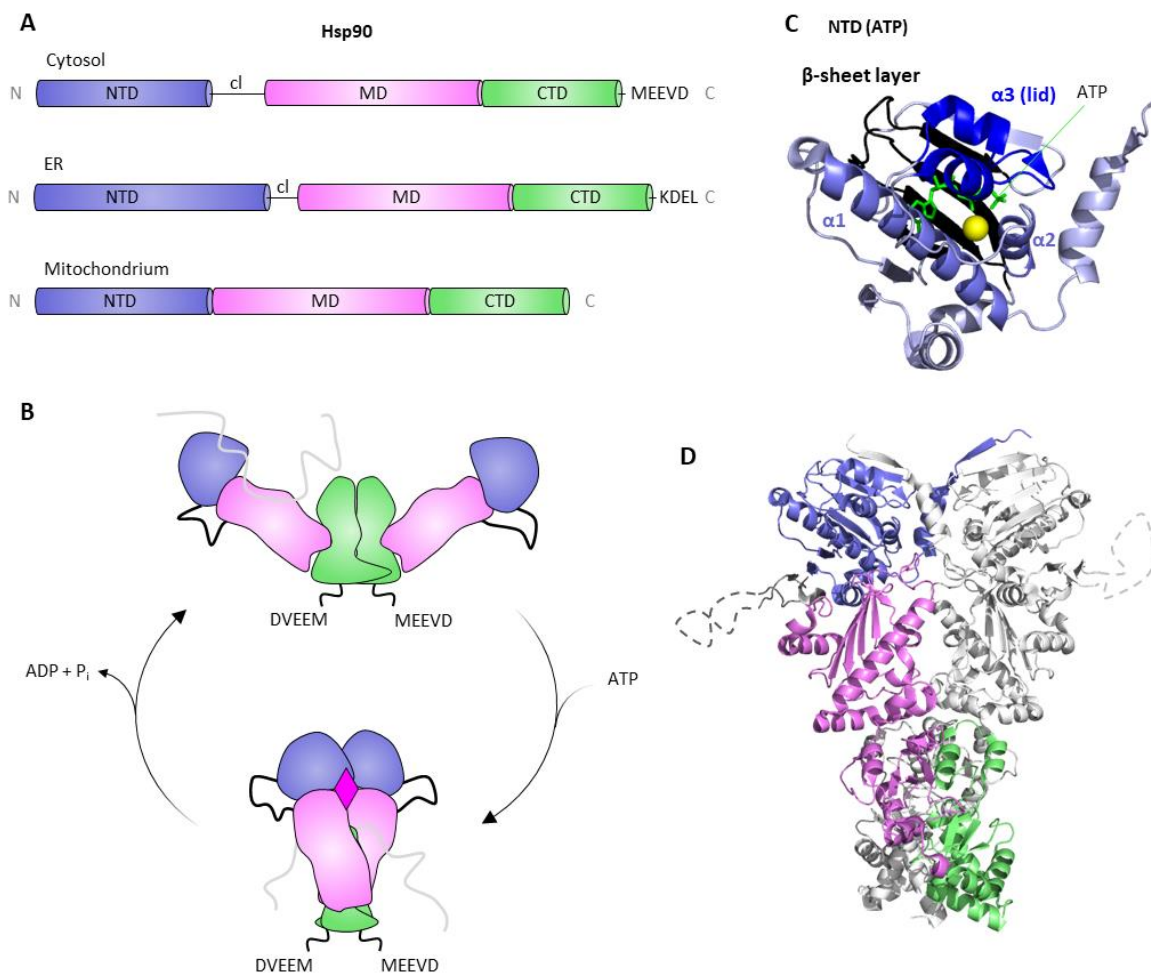 A
Hsp90
Cytosol
N NTD cl MD CTD MEEVD C
ER
N NTD cl MD CTD KDEL C
Mitochondrium
N NTD MD CTD C
B
DVEEM MEEVD
ADP + Pi
ATP
DVEEM MEEVD
C NTD (ATP)
β-sheet layer
α3 (lid)
ATP
α1
α2
D